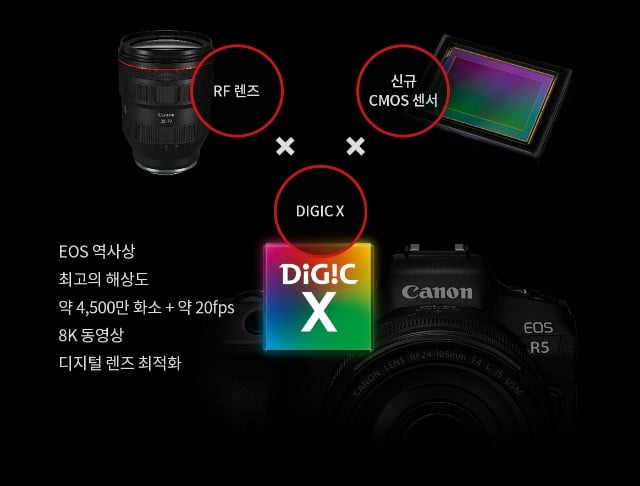 RF 렌즈
신규
CMOS 센서
Canon
DIGIC X
EOS 역사상
최고의 해상도
약 4,500만 화소 + 약 20fps
8K 동영상
디지털 렌즈 최적화
DiG!C
X
Canon
EOS
R5
CANON LENS RF24-105mm F4 L IS USM